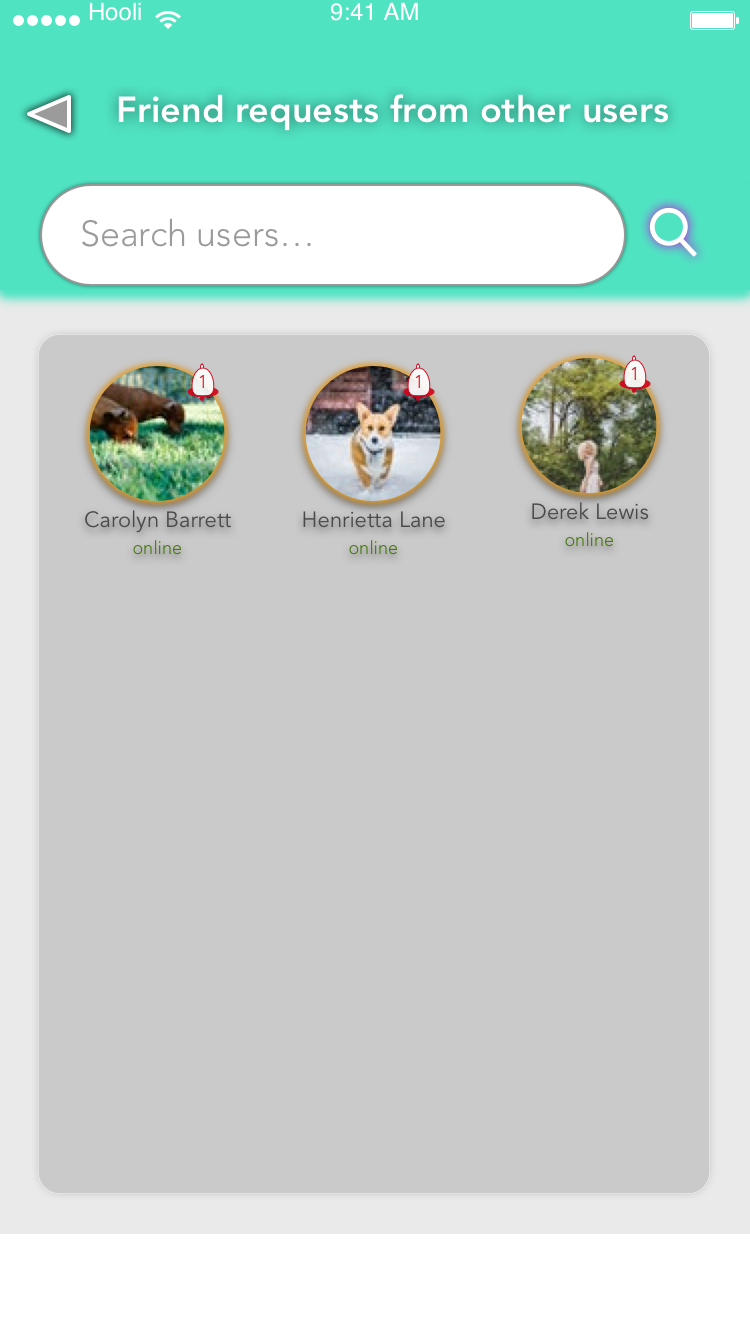 Hooli 9:41 AM
Friend requests from other users
Search users...
1 1 1
Carolyn Barrett Henrietta Lane Derek Lewis
online online online